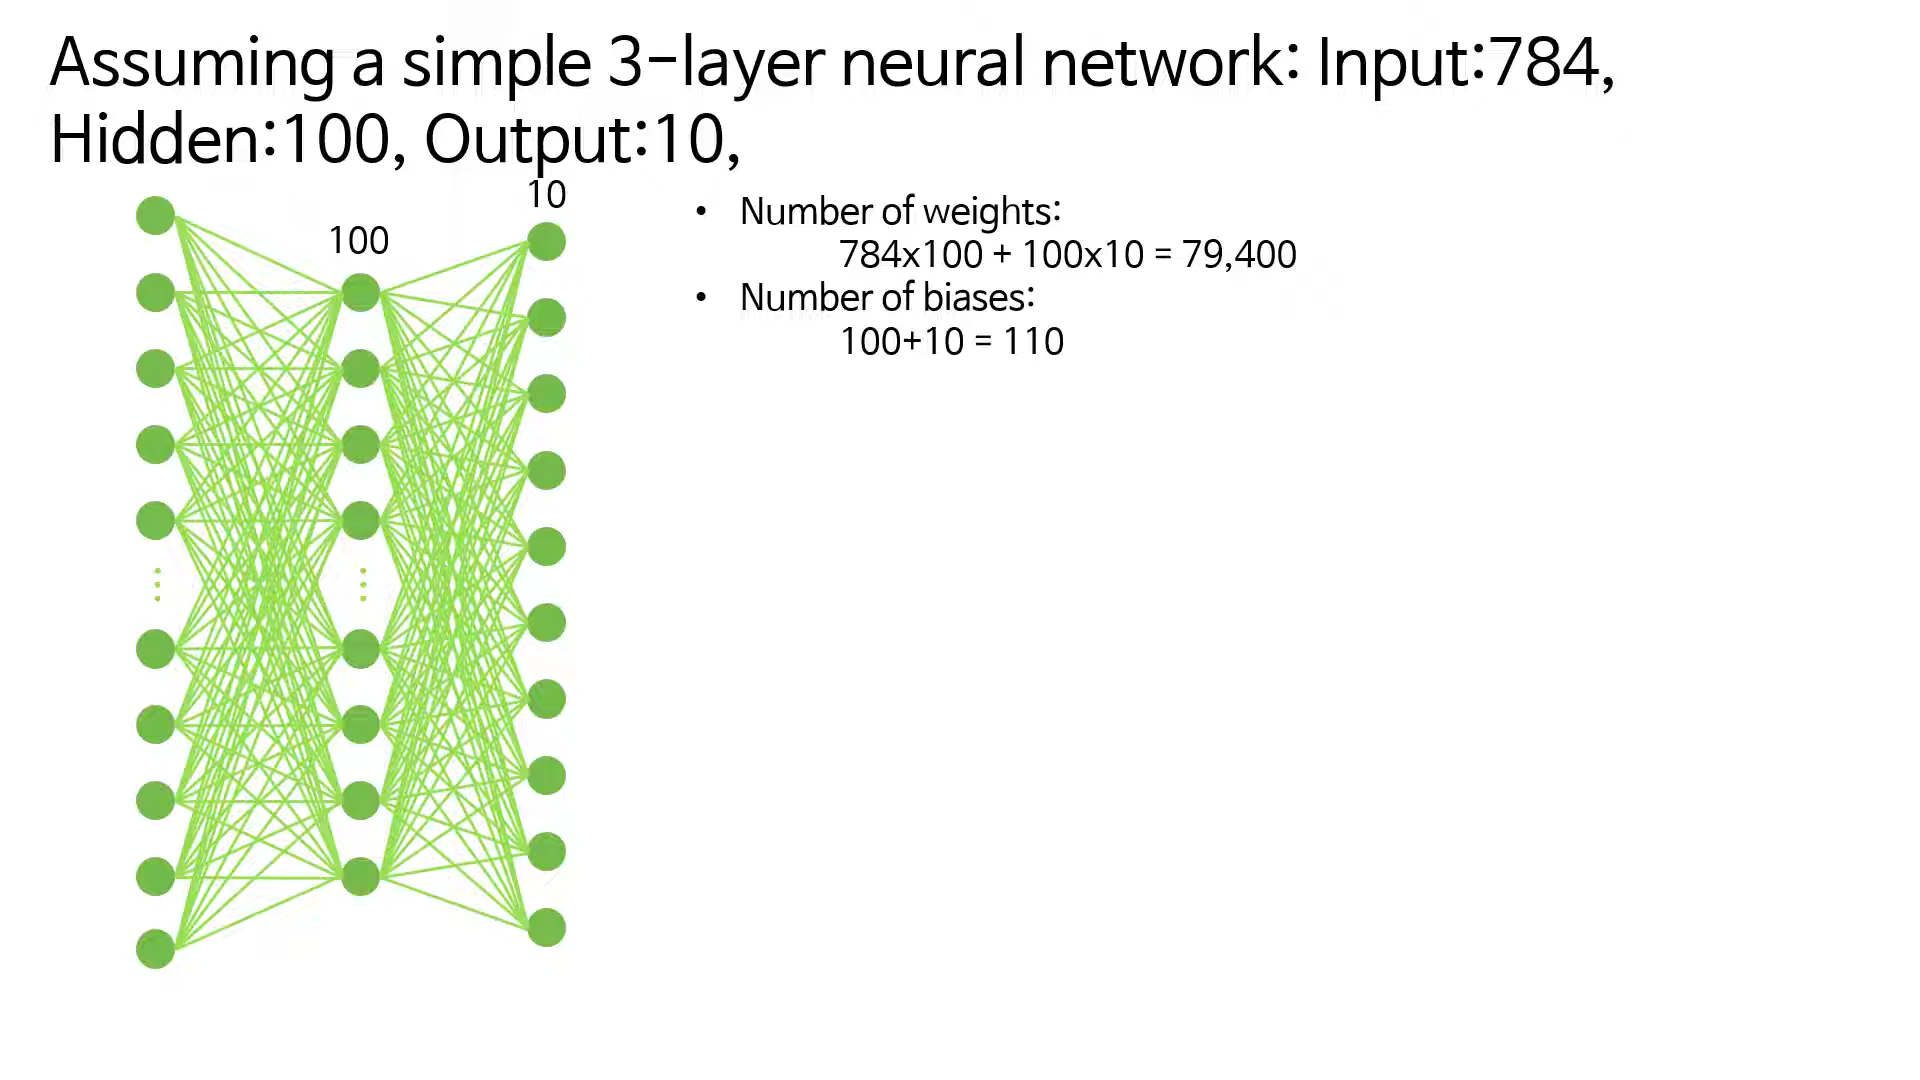 Assuming a simple 3-layer neural network: Input:784,
Hidden:100, Output:10,
10
100
• Number of weights:
784x100 + 100x10 = 79,400
• Number of biases:
100+10 = 110